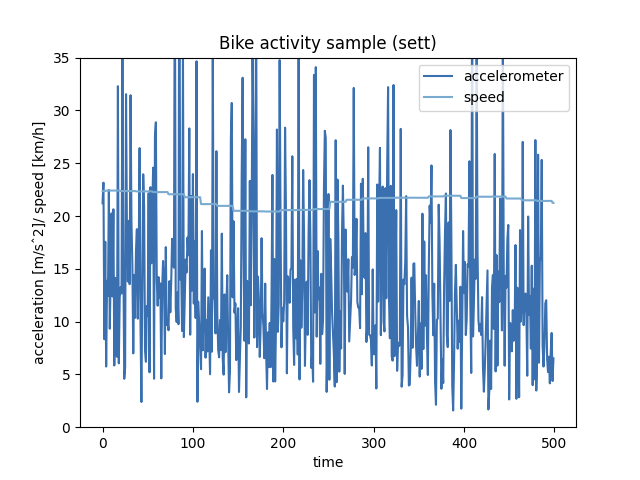 Bike activity sample (sett)
accelerometer
speed
35
30
25
20
15
10
5
0
acceleration [m/s^2]/ speed [km/h]
0 100 200 300 400 500
time